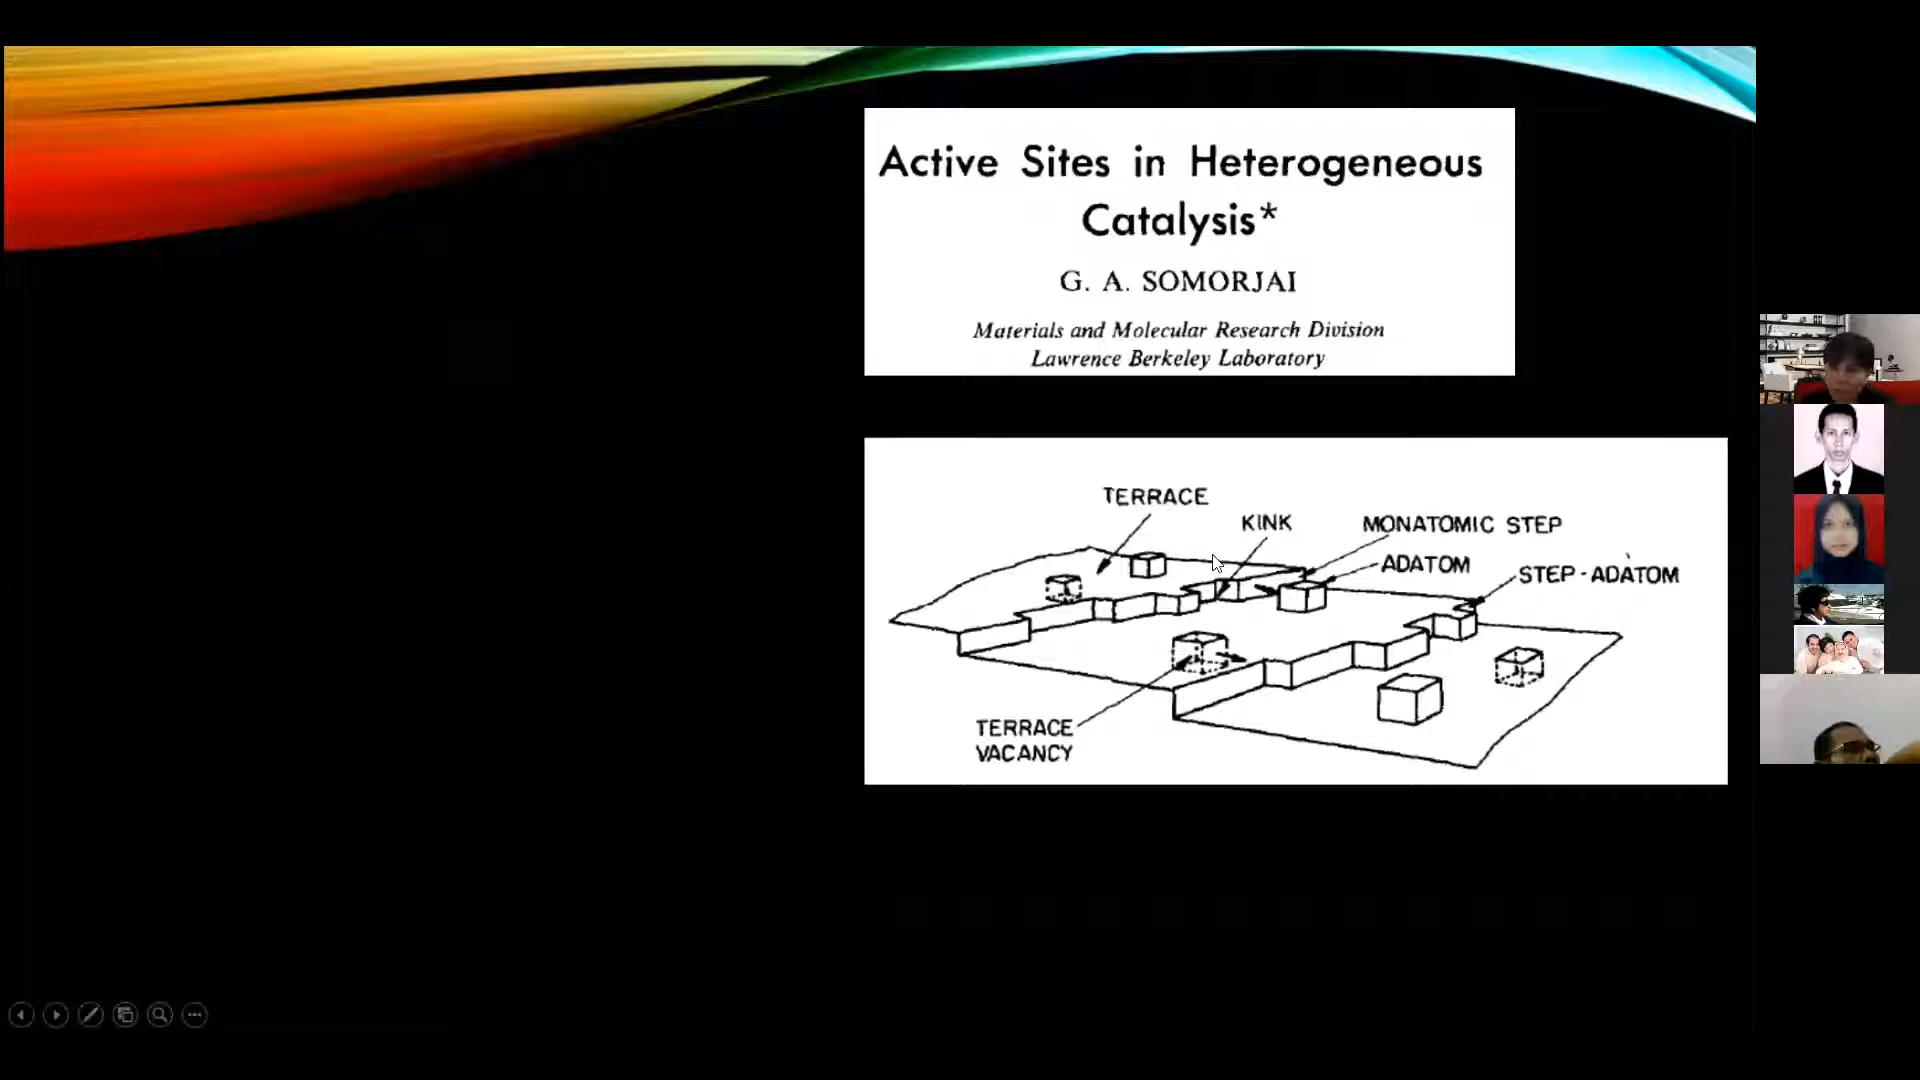 Active Sites in Heterogeneous
Catalysis*
G. A. SOMORJAI
Materials and Molecular Research Division
Lawrence Berkeley Laboratory
TERRACE
KINK
MONATOMIC STEP
ADATOM
STEP-ADATOM
TERRACE
VACANCY